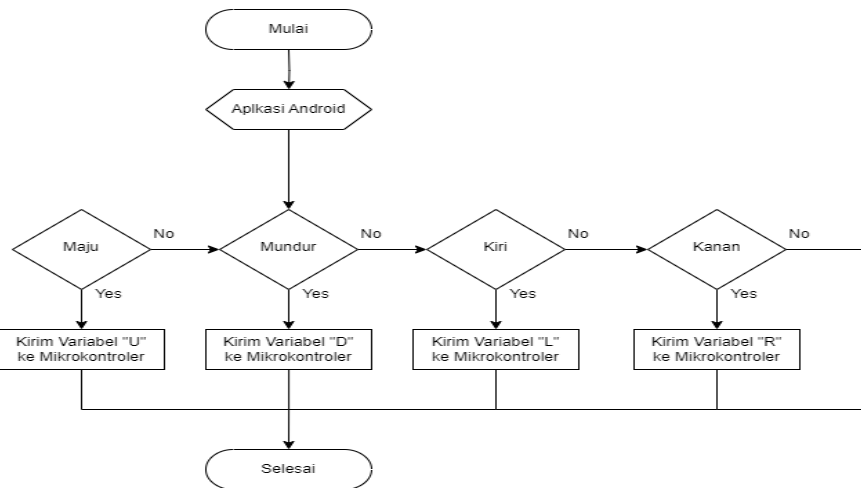 Mulai
Aplkasi Android
Maju
No
Mundur
No
Kiri
No
Kanan
No
Yes
Yes
Yes
Yes
Kirim Variabel "U"
ke Mikrokontroler
Kirim Variabel "D"
ke Mikrokontroler
Kirim Variabel "L"
ke Mikrokontroler
Kirim Variabel "R"
ke Mikrokontroler
Selesai